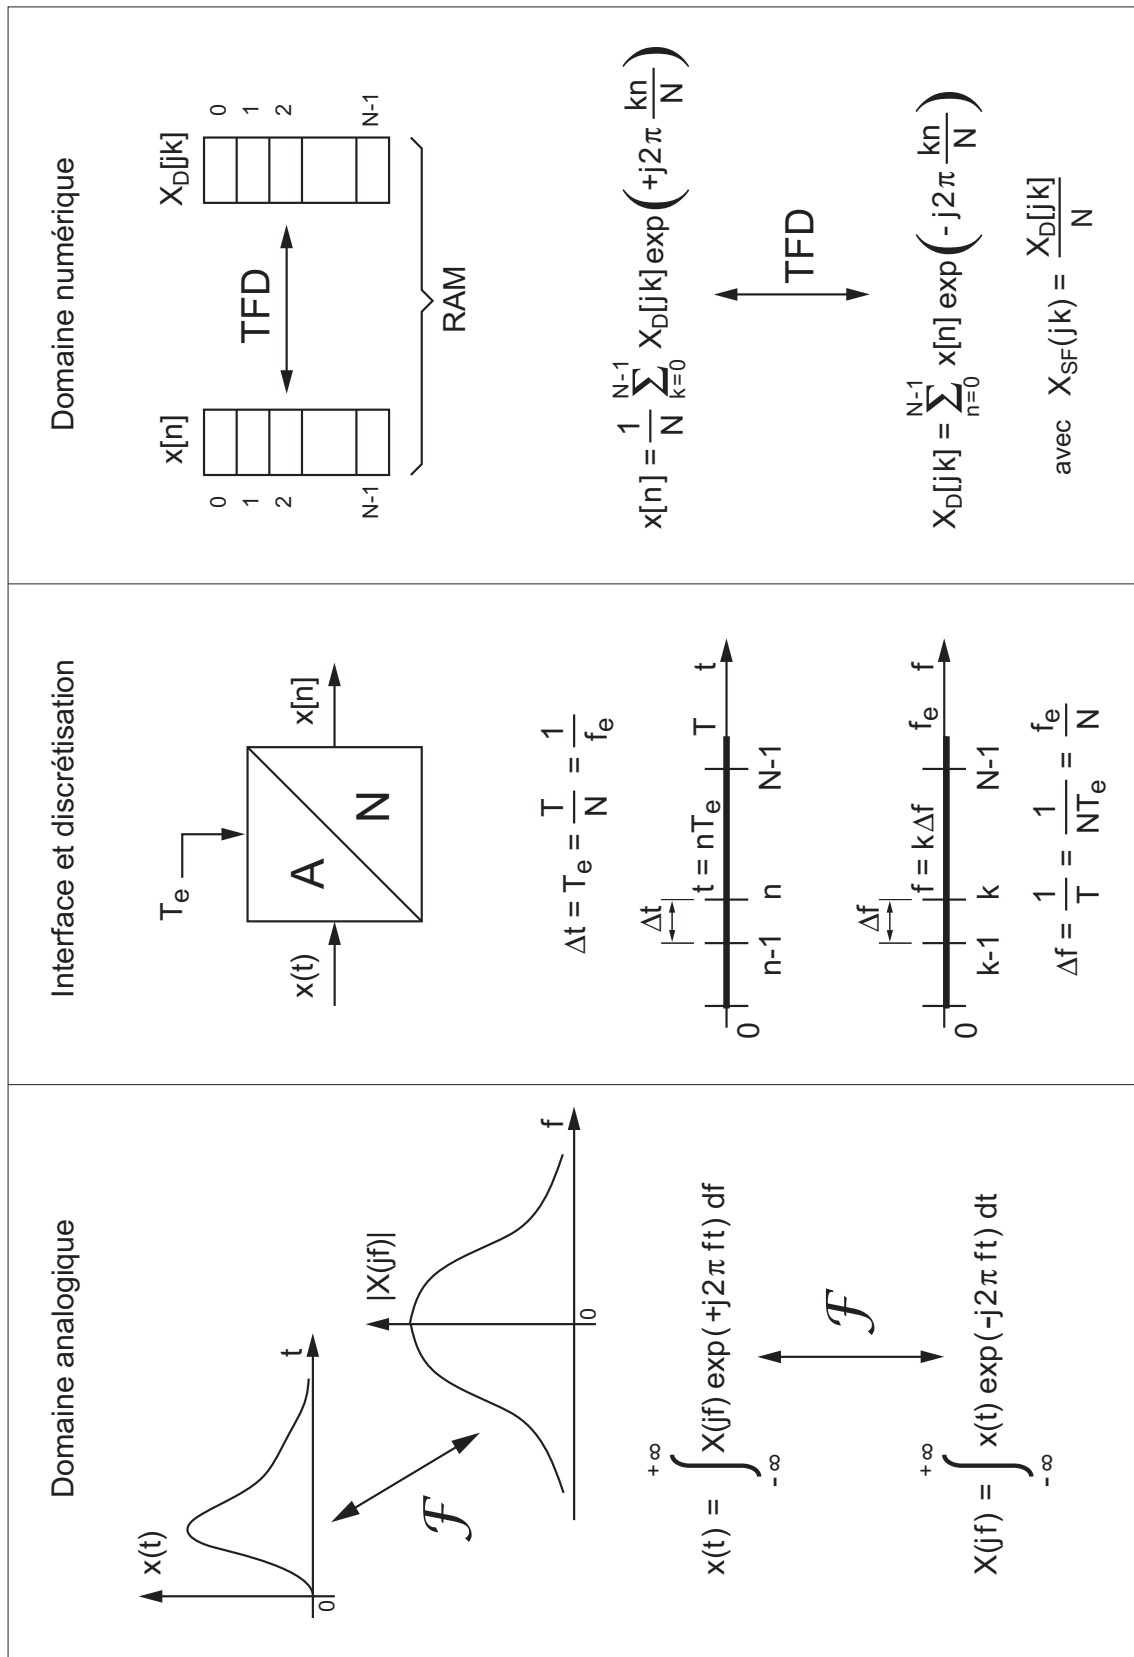 Domaine analogique
x(t)
t
0
|X(jf)|
f
0
ℱ
x(t) = ∫_{-∞}^{+∞} X(jf) exp(+j2π ft) df
ℱ
X(jf) = ∫_{-∞}^{+∞} x(t) exp(-j2π ft) dt
Interface et discrétisation
T_e
x(t)
A
N
x[n]
Δt = T_e = T/N = 1/f_e
Δt
t = nT_e
T
t
0
n-1
n
N-1
Δf
f = kΔf
f_e
f
0
k-1
k
N-1
Δf = 1/T = 1/(NT_e) = f_e/N
Domaine numérique
x[n]
X_D[jk]
0
1
2
N-1
TFD
0
1
2
N-1
RAM
x[n] = 1/N ∑_{k=0}^{N-1} X_D[jk] exp(+j2π kn/N)
TFD
X_D[jk] = ∑_{n=0}^{N-1} x[n] exp(-j2π kn/N)
avec X_SF(jk) = X_D[jk]/N